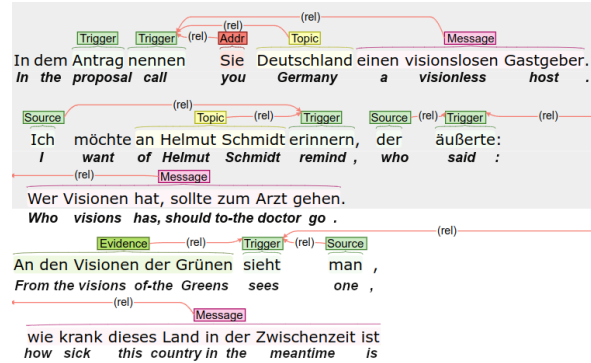 (rel)
Trigger Trigger (rel) Addr Topic (rel) Message
In dem Antrag nennen Sie Deutschland einen visionslosen Gastgeber.
In the proposal call you Germany a visionless host .
(rel)
Source Topic (rel) Trigger Source (rel) Trigger (rel)
Ich möchte an Helmut Schmidt erinnern, der äußerte:
I want of Helmut Schmidt remind , who said :
(rel) Message
Wer Visionen hat, sollte zum Arzt gehen.
Who visions has, should to-the doctor go .
(rel)
Evidence (rel) Trigger (rel) Source
An den Visionen der Grünen sieht man ,
From the visions of-the Greens sees one ,
(rel)
Message
wie krank dieses Land in der Zwischenzeit ist
how sick this country in the meantime is